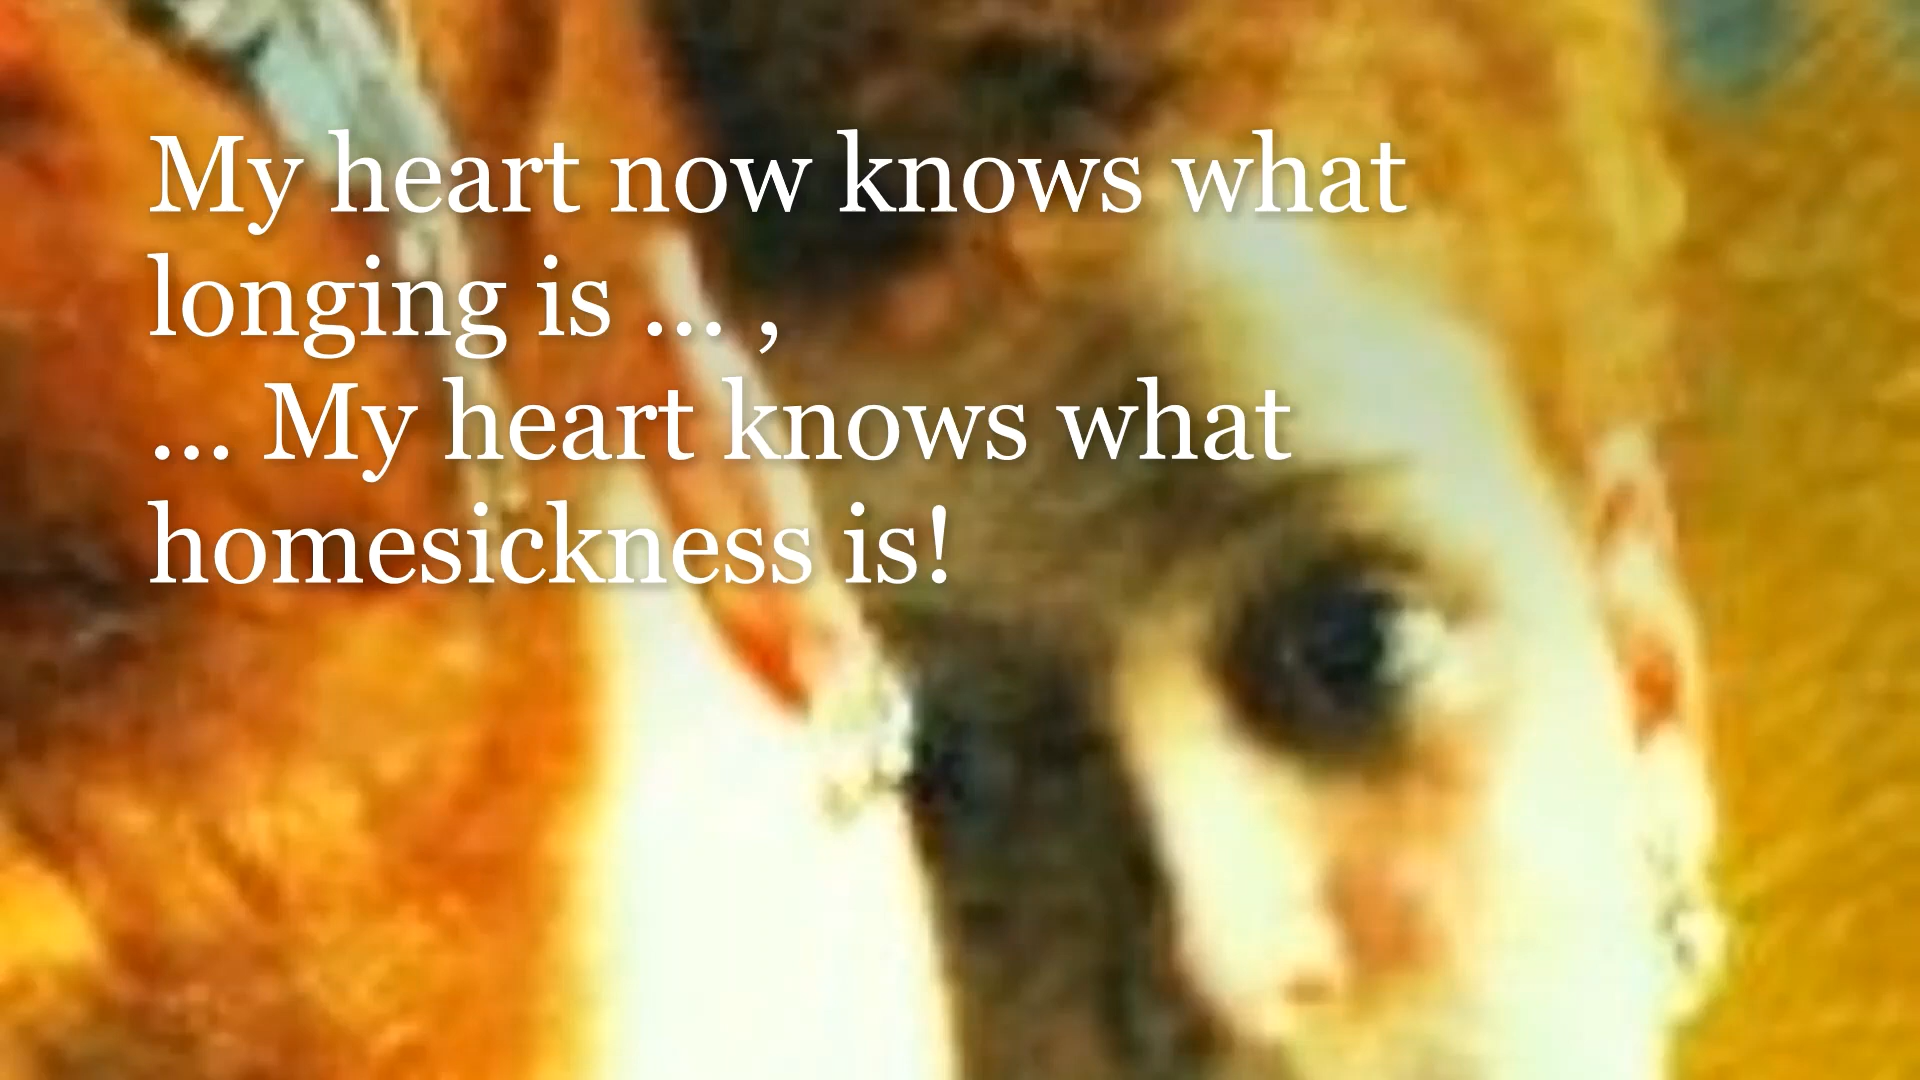 My heart now knows what
longing is ... ,
... My heart knows what
homesickness is!